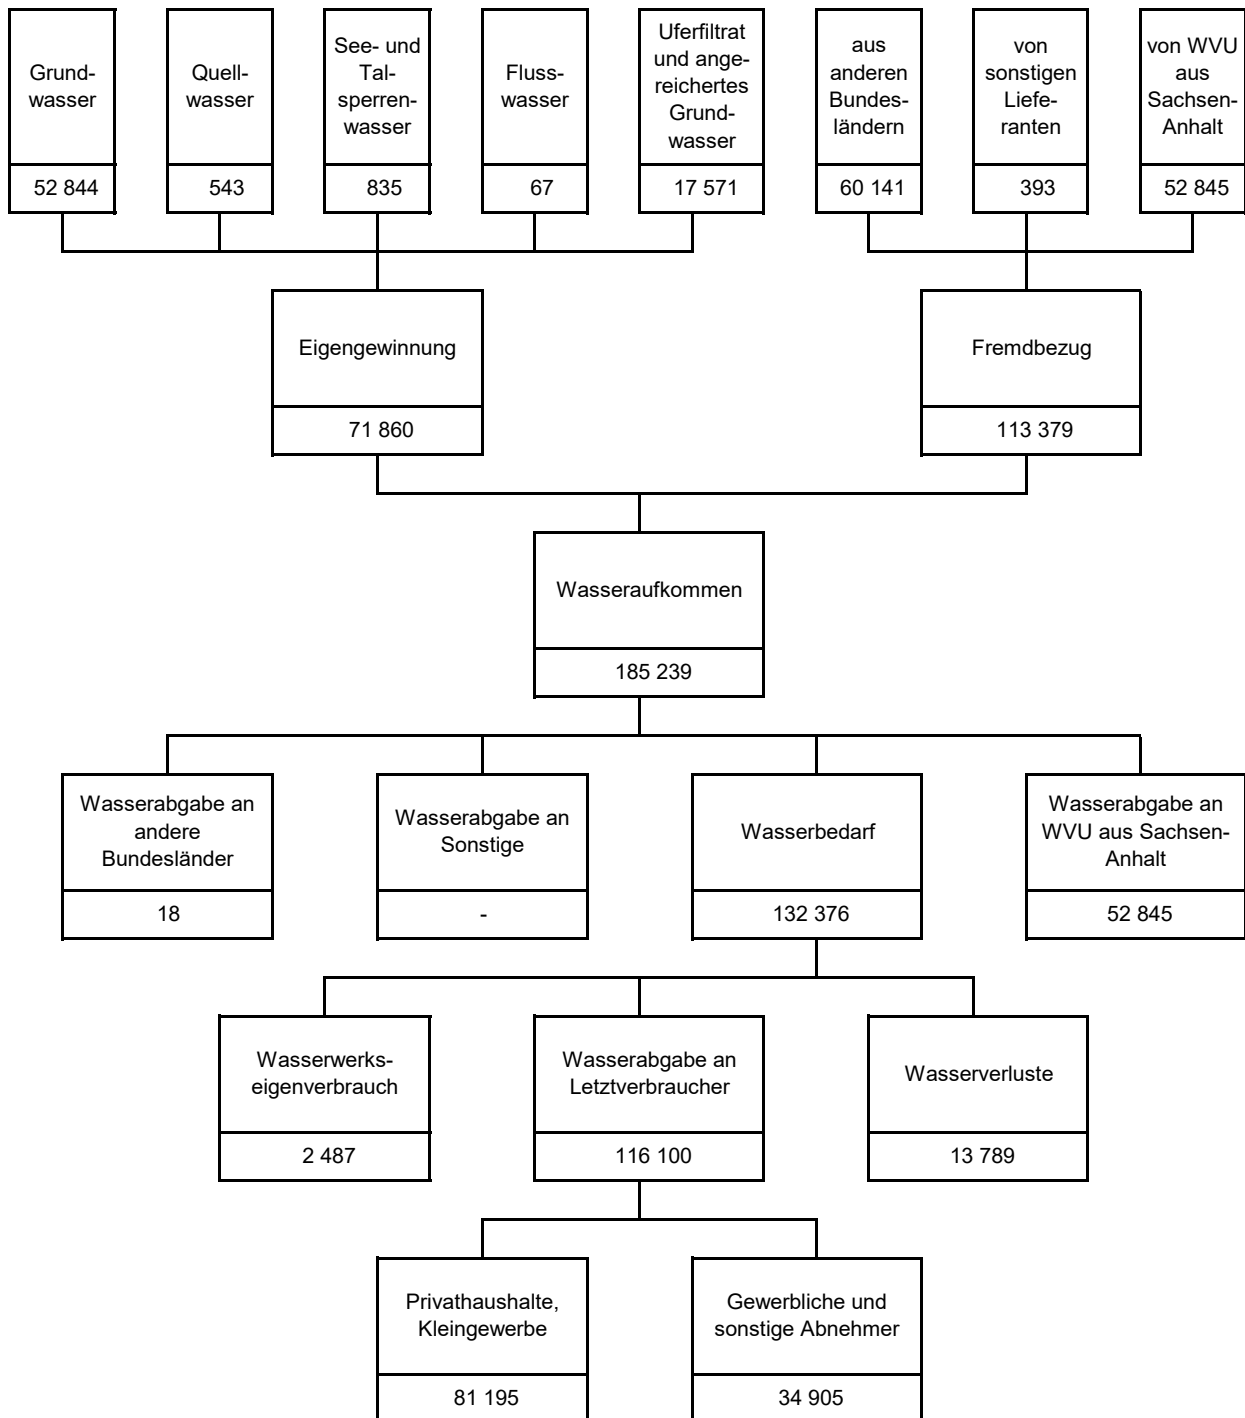 Grund-
wasser
52 844
Quell-
wasser
543
See- und
Tal-
sperren-
wasser
835
Fluss-
wasser
67
Uferfiltrat
und ange-
reichertes
Grund-
wasser
17 571
aus
anderen
Bundes-
ländern
60 141
von
sonstigen
Liefe-
ranten
393
von WVU
aus
Sachsen-
Anhalt
52 845
Eigengewinnung
71 860
Fremdbezug
113 379
Wasseraufkommen
185 239
Wasserabgabe an
andere
Bundesländer
18
Wasserabgabe an
Sonstige
-
Wasserbedarf
132 376
Wasserabgabe an
WVU aus Sachsen-
Anhalt
52 845
Wasserwerks-
eigenverbrauch
2 487
Wasserabgabe an
Letztverbraucher
116 100
Wasserverluste
13 789
Privathaushalte,
Kleingewerbe
81 195
Gewerbliche und
sonstige Abnehmer
34 905